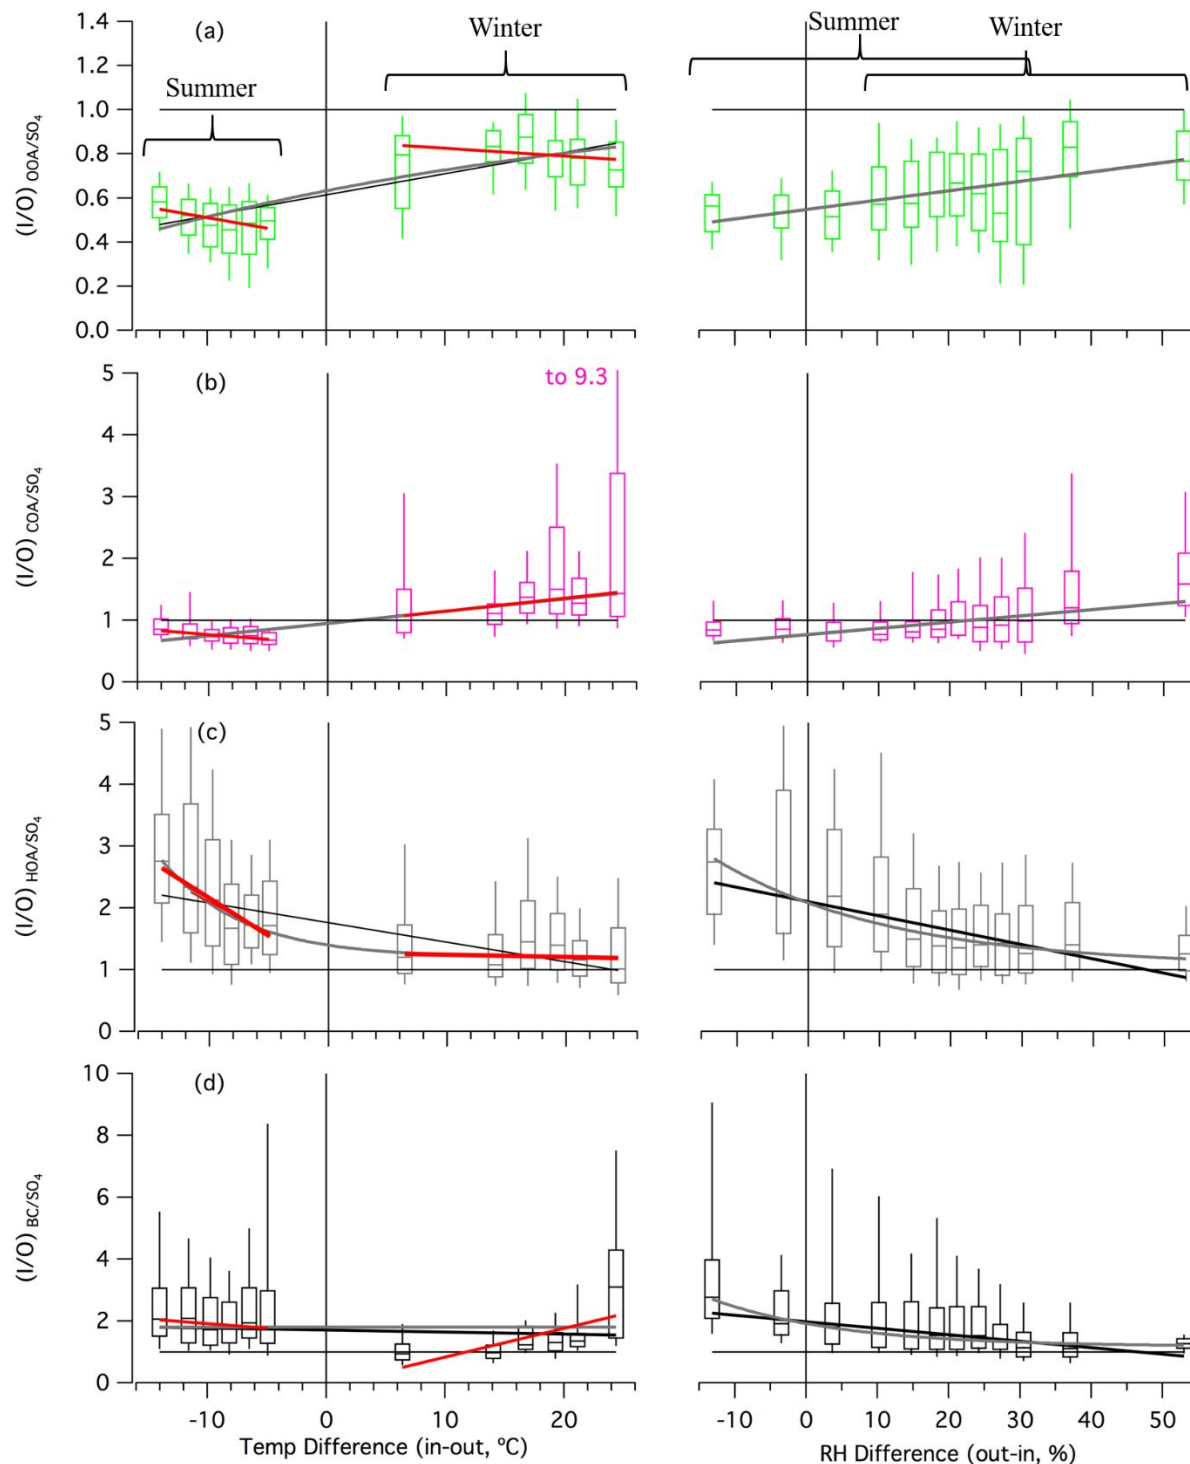 (a)
Summer
Winter
1.4
1.2
1.0
0.8
0.6
0.4
0.2
0.0
(I/O) OOA/SO4
Summer
Winter
(b)
to 9.3
5
4
3
2
1
0
(I/O) COA/SO4
(c)
5
4
3
2
1
0
(I/O) HOA/SO4
(d)
10
8
6
4
2
0
(I/O) BC/SO4
-10 0 10 20
Temp Difference (in-out, ºC)
-10 0 10 20 30 40 50
RH Difference (out-in, %)